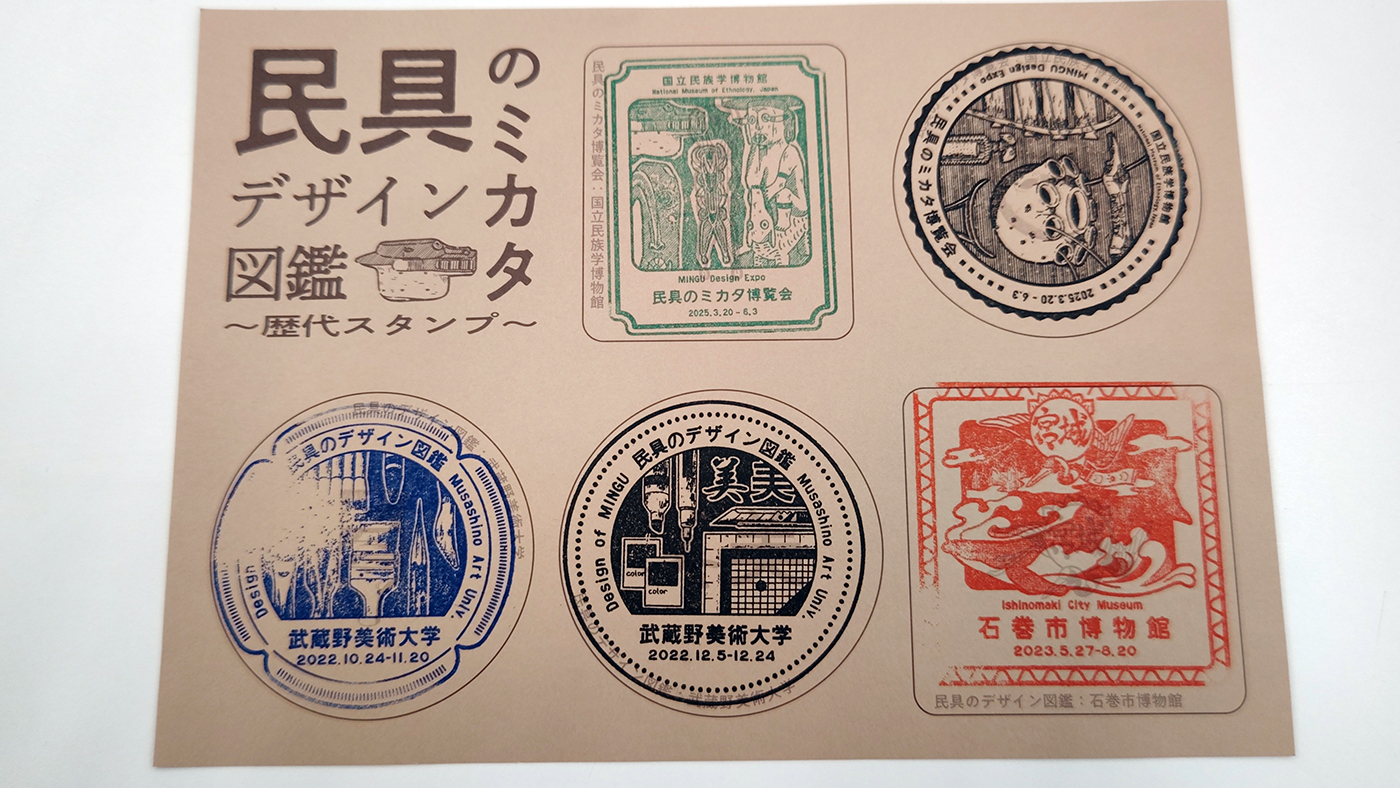 民具のミカタ
デザイン
図鑑
~歴代スタンプ~
民具のミカタ博覧会:国立民族学博物館
国立民族学博物館
National Museum of Ethnology, Japan
MINGU Design Expo
民具のミカタ博覧会
2025.3.20-6.3
MINGU Design Expo
国立民族学博物館
民具のミカタ博覧会
2025.3.20-6.3
民具のデザイン図鑑
Musashino Art Univ.
Design
武蔵野美術大学
2022.10.24-11.20
Design of MINGU
民具のデザイン図鑑
Musashino Art Univ.
美
color
color
武蔵野美術大学
2022.12.5-12.24
宮城
Ishinomaki City Museum
石巻市博物館
2023.5.27-8.20
民具のデザイン図鑑:石巻市博物館